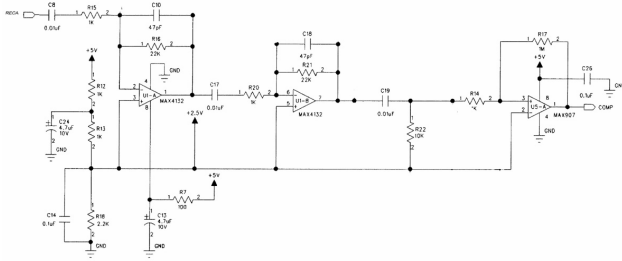 RECA
C8
0.01uF
R15
1K
C10
47pF
R16
22K
GND
U1-A
MAX4132
C17
0.01uF
R20
1K
C18
47pF
R21
22K
U1-B
MAX4132
C19
0.01uF
R22
10K
R14
1K
R17
1M
+5V
C26
0.1uF
GND
U5-A
MAX907
COMP
GND
+5V
R12
1K
C24
4.7uF
10V
GND
R13
1K
+2.5V
C14
0.1uF
R18
2.2K
GND
R7
100
+5V
C13
4.7uF
10V
GND